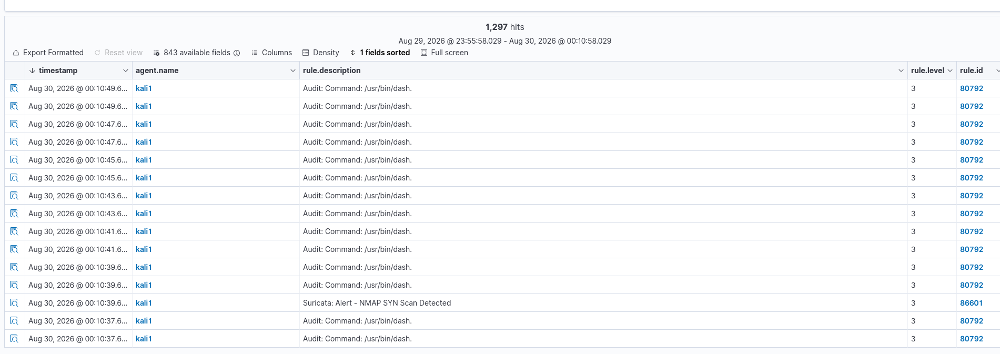 1,297 hits
Aug 29, 2026 @ 23:55:58.029 - Aug 30, 2026 @ 00:10:58.029
Export Formatted Reset view 843 available fields Columns Density 1 fields sorted Full screen
timestamp agent.name rule.description rule.level rule.id
Aug 30, 2026 @ 00:10:49.6... kali1 Audit: Command: /usr/bin/dash. 3 80792
Aug 30, 2026 @ 00:10:49.6... kali1 Audit: Command: /usr/bin/dash. 3 80792
Aug 30, 2026 @ 00:10:47.6... kali1 Audit: Command: /usr/bin/dash. 3 80792
Aug 30, 2026 @ 00:10:47.6... kali1 Audit: Command: /usr/bin/dash. 3 80792
Aug 30, 2026 @ 00:10:45.6... kali1 Audit: Command: /usr/bin/dash. 3 80792
Aug 30, 2026 @ 00:10:45.6... kali1 Audit: Command: /usr/bin/dash. 3 80792
Aug 30, 2026 @ 00:10:43.6... kali1 Audit: Command: /usr/bin/dash. 3 80792
Aug 30, 2026 @ 00:10:43.6... kali1 Audit: Command: /usr/bin/dash. 3 80792
Aug 30, 2026 @ 00:10:41.6... kali1 Audit: Command: /usr/bin/dash. 3 80792
Aug 30, 2026 @ 00:10:41.6... kali1 Audit: Command: /usr/bin/dash. 3 80792
Aug 30, 2026 @ 00:10:39.6... kali1 Audit: Command: /usr/bin/dash. 3 80792
Aug 30, 2026 @ 00:10:39.6... kali1 Audit: Command: /usr/bin/dash. 3 80792
Aug 30, 2026 @ 00:10:39.6... kali1 Suricata: Alert - NMAP SYN Scan Detected 3 86601
Aug 30, 2026 @ 00:10:37.6... kali1 Audit: Command: /usr/bin/dash. 3 80792
Aug 30, 2026 @ 00:10:37.6... kali1 Audit: Command: /usr/bin/dash. 3 80792